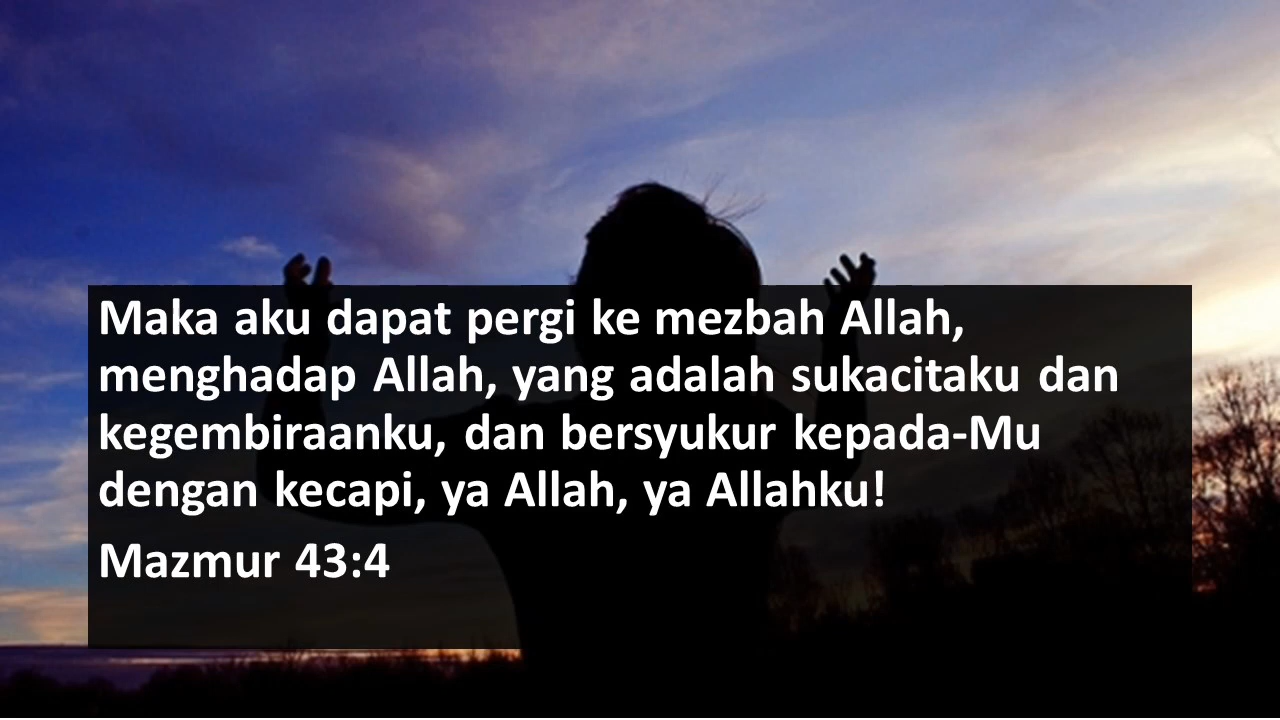 Maka aku dapat pergi ke mezbah Allah,
menghadap Allah, yang adalah sukacitaku dan
kegembiraanku, dan bersyukur kepada-Mu
dengan kecapi, ya Allah, ya Allahku!
Mazmur 43:4